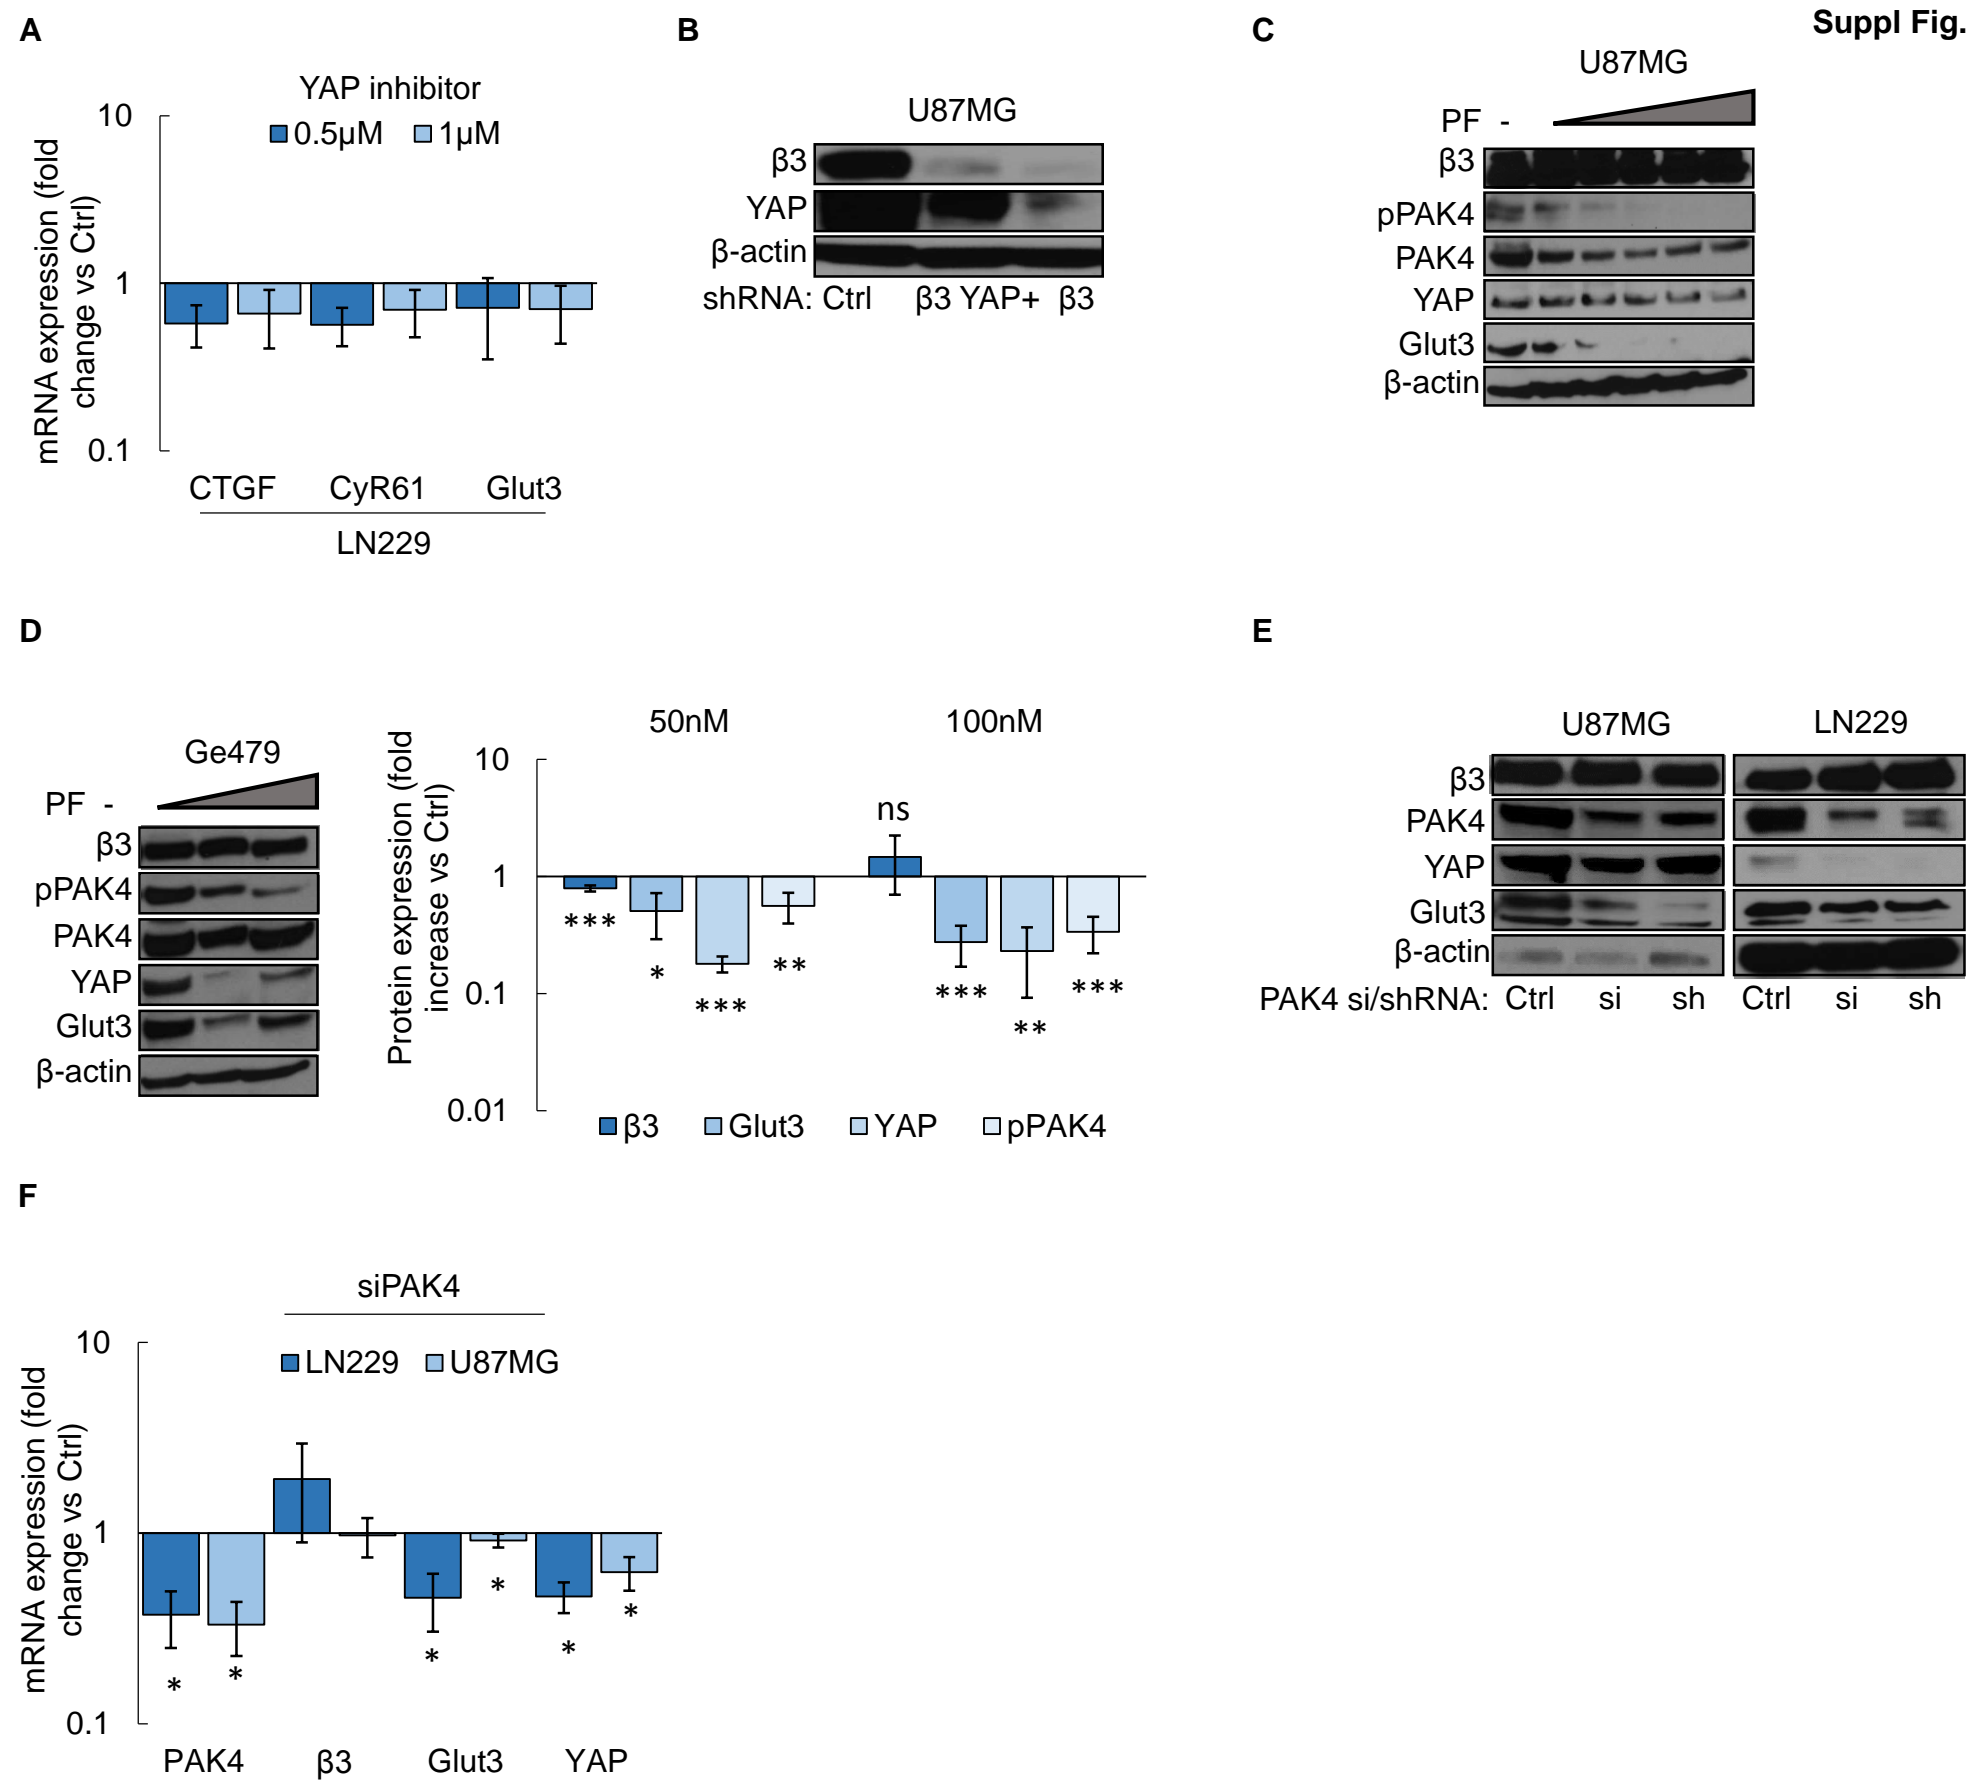 Suppl Fig.
A
YAP inhibitor
0.5µM 1µM
mRNA expression (fold
change vs Ctrl)
10
1
0.1
CTGF CyR61 Glut3
LN229
B
U87MG
β3
YAP
β-actin
shRNA: Ctrl β3 YAP+ β3
C
U87MG
PF -
β3
pPAK4
PAK4
YAP
Glut3
β-actin
D
Ge479
PF -
β3
pPAK4
PAK4
YAP
Glut3
β-actin
Protein expression (fold
increase vs Ctrl)
50nM 100nM
10
1
0.1
0.01
*** * *** **
ns *** ** ***
β3 Glut3 YAP pPAK4
E
U87MG LN229
β3
PAK4
YAP
Glut3
β-actin
PAK4 si/shRNA: Ctrl si sh Ctrl si sh
F
siPAK4
LN229 U87MG
mRNA expression (fold
change vs Ctrl)
10
1
0.1
* * * * * *
PAK4 β3 Glut3 YAP